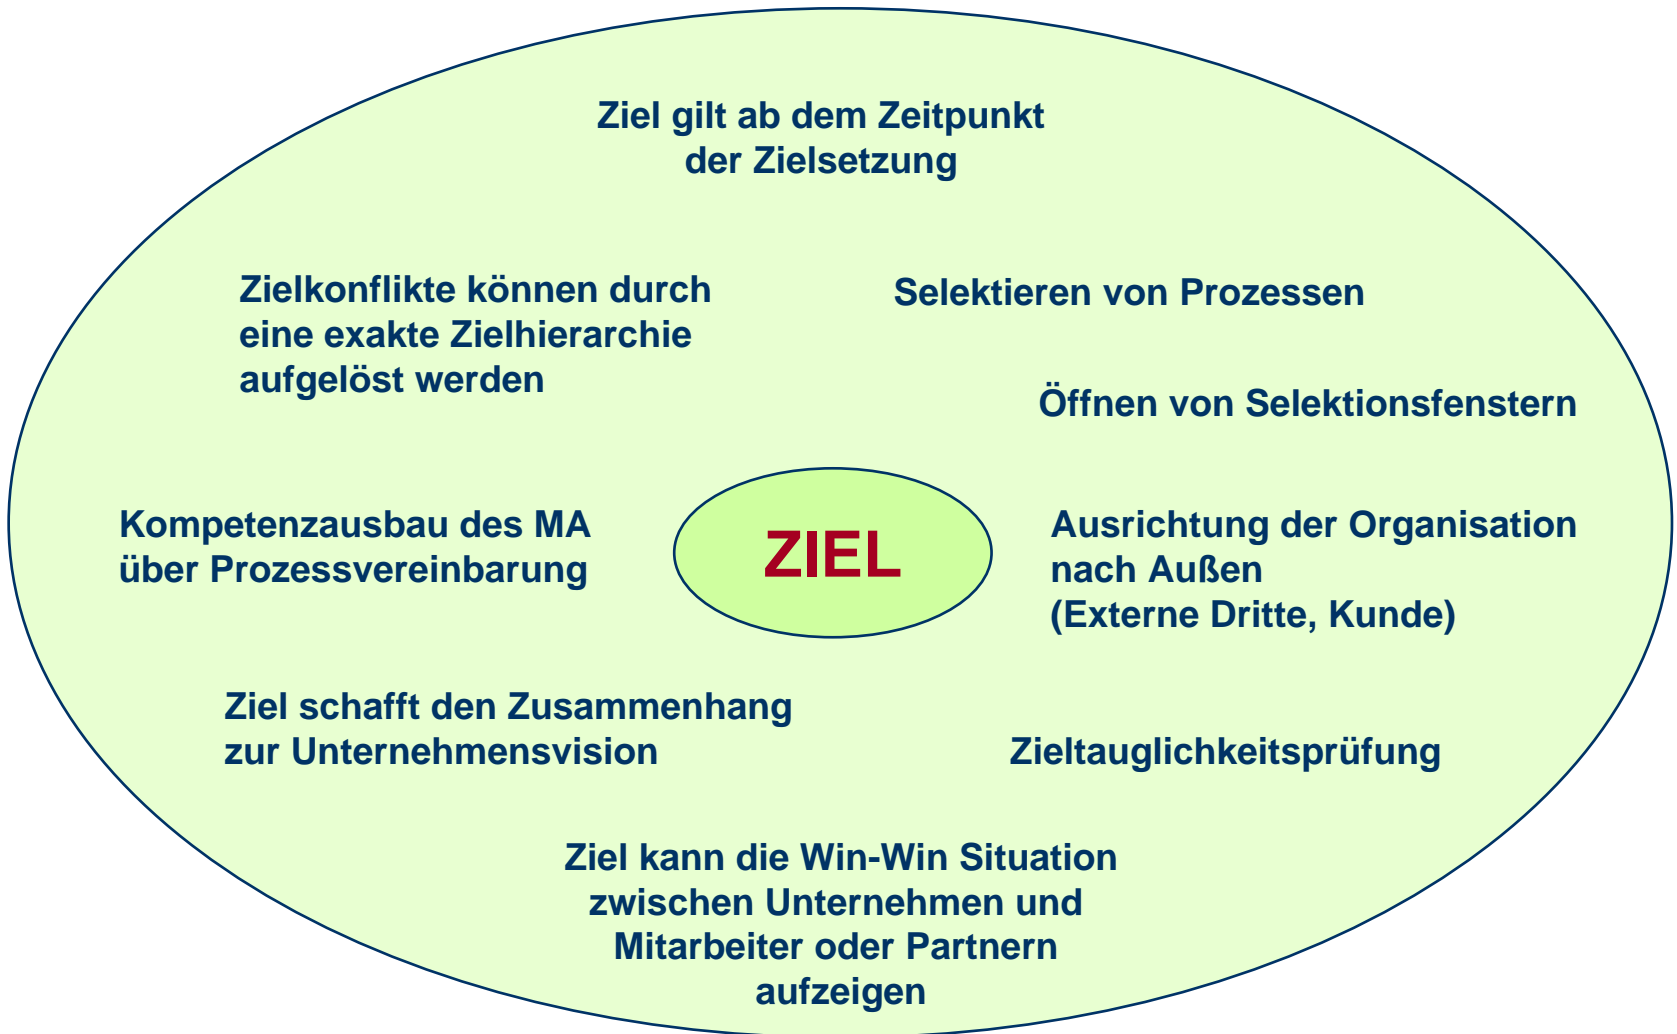 Ziel gilt ab dem Zeitpunkt
der Zielsetzung
Zielkonflikte können durch
eine exakte Zielhierarchie
aufgelöst werden
Selektieren von Prozessen
Öffnen von Selektionsfenstern
Kompetenzausbau des MA
über Prozessvereinbarung
ZIEL
Ausrichtung der Organisation
nach Außen
(Externe Dritte, Kunde)
Ziel schafft den Zusammenhang
zur Unternehmensvision
Zieltauglichkeitsprüfung
Ziel kann die Win-Win Situation
zwischen Unternehmen und
Mitarbeiter oder Partnern
aufzeigen